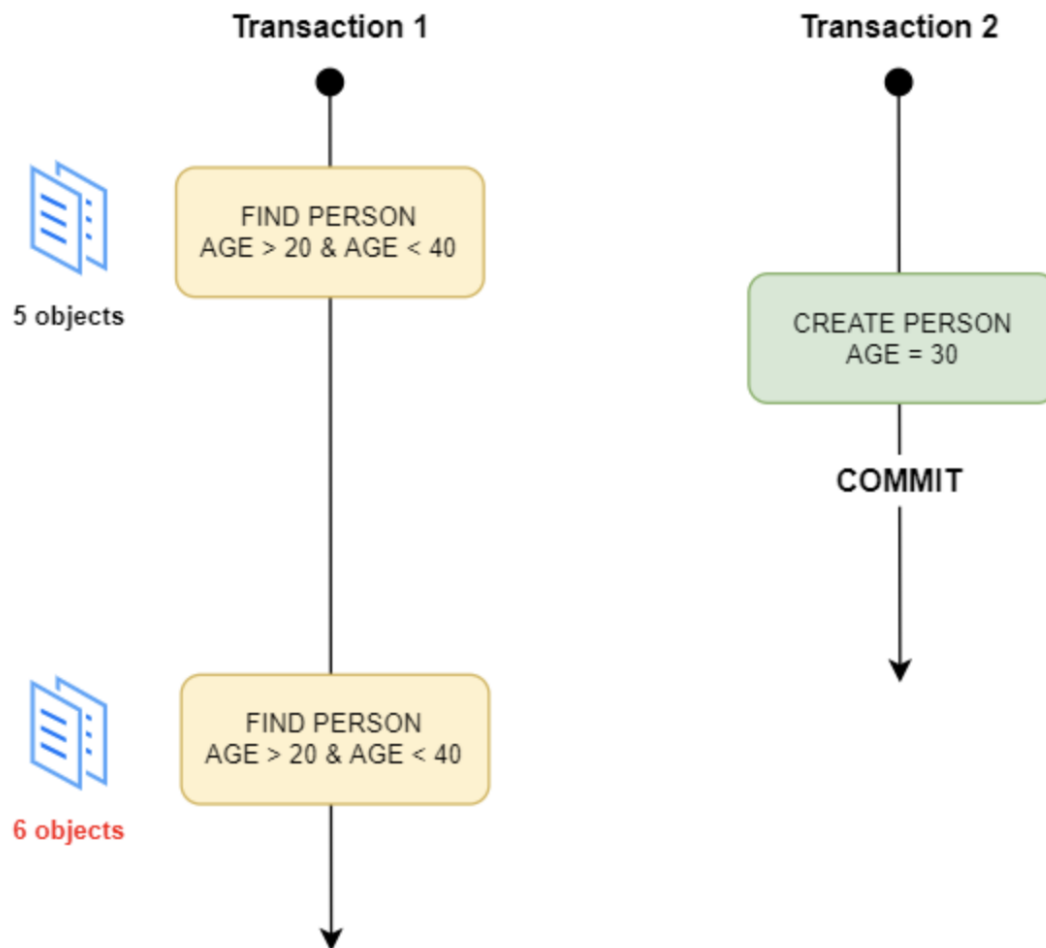 Transaction 1
Transaction 2
FIND PERSON
AGE > 20 & AGE < 40
5 objects
CREATE PERSON
AGE = 30
COMMIT
FIND PERSON
AGE > 20 & AGE < 40
6 objects